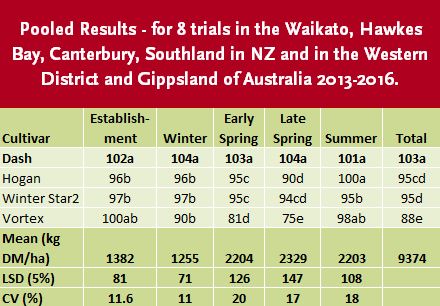 Pooled Results - for 8 trials in the Waikato, Hawkes
Bay, Canterbury, Southland in NZ and in the Western
District and Gippsland of Australia 2013-2016.
Establish- Early Late
Cultivar ment Winter Spring Spring Summer Total
Dash 102a 104a 103a 104a 101a 103a
Hogan 96b 96b 95c 90d 100a 95cd
Winter Star2 97b 97b 95c 94cd 95b 95d
Vortex 100ab 90b 81d 75e 98ab 88e
Mean (kg
DM/ha) 1382 1255 2204 2329 2203 9374
LSD (5%) 81 71 126 147 108
CV (%) 11.6 11 20 17 18